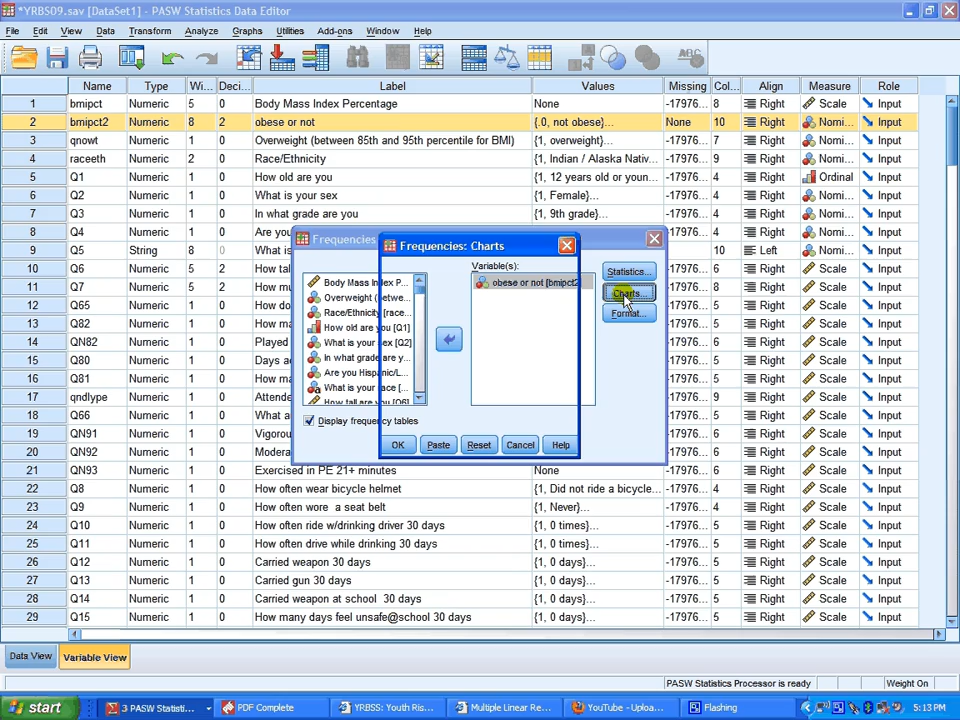 *YRBS09.sav [DataSet1] - PASW Statistics Data Editor
File Edit View Data Transform Analyze Graphs Utilities Add-ons Window Help
Name Type Wi... Deci... Label Values Missing Col... Align Measure Role
1 bmipct Numeric 5 2 Body Mass Index Percentage None -17976... 8 Right Scale Input
2 bmipct2 Numeric 8 2 obese or not {.0, not obese}... None 10 Right Nomi... Input
3 qnowt Numeric 1 0 Overweight (between 85th and 95th percentile for BMI) {1, overweight}... -17976... 7 Right Nomi... Input
4 raceeth Numeric 2 0 Race/Ethnicity {1, Indian / Alaska Nativ... -17976... 9 Right Nomi... Input
5 Q1 Numeric 1 0 How old are you {1, 12 years old or youn... -17976... 5 Right Ordinal Input
6 Q2 Numeric 1 0 What is your sex {1, Female}... -17976... 5 Right Nomi... Input
7 Q3 Numeric 1 0 In what grade are you {1, 9th grade}... -17976... 5 Right Nomi... Input
8 Q4 Numeric 1 0 Are you Right Nomi... Input
9 Q5 String 8 0 What is 10 Left Nomi... Input
10 Q6 Numeric 5 2 How tal 6 Right Scale Input
11 Q7 Numeric 6 2 How mu 8 Right Scale Input
12 Q65 Numeric 1 0 How do 5 Right Scale Input
13 Q82 Numeric 1 0 How ma 5 Right Scale Input
14 QN82 Numeric 1 0 Played 6 Right Scale Input
15 Q80 Numeric 1 0 Days ac 5 Right Scale Input
16 Q81 Numeric 1 0 How ma 5 Right Scale Input
17 qndlype Numeric 1 0 Attende 9 Right Scale Input
18 Q66 Numeric 1 0 What a 5 Right Scale Input
19 QN91 Numeric 1 0 Vigorou 6 Right Scale Input
20 QN92 Numeric 1 0 Modera 6 Right Scale Input
21 QN93 Numeric 1 0 Exercised in PE 21+ minutes None -17976... 6 Right Scale Input
22 Q8 Numeric 1 0 How often wear bicycle helmet {1, Did not ride a bicycle... -17976... 4 Right Scale Input
23 Q9 Numeric 1 0 How often wore a seat belt {1, Never}... -17976... 4 Right Scale Input
24 Q10 Numeric 1 0 How often ride w/drinking driver 30 days {1, 0 times}... -17976... 5 Right Scale Input
25 Q11 Numeric 1 0 How often drive while drinking 30 days {1, 0 times}... -17976... 5 Right Scale Input
26 Q12 Numeric 1 0 Carried weapon 30 days {1, 0 days}... -17976... 5 Right Scale Input
27 Q13 Numeric 1 0 Carried gun 30 days {1, 0 days}... -17976... 5 Right Scale Input
28 Q14 Numeric 1 0 Carried weapon at school 30 days {1, 0 days}... -17976... 5 Right Scale Input
29 Q15 Numeric 1 0 How many days feel unsafe@school 30 days {1, 0 days}... -17976... 5 Right Scale Input
Frequencies
Frequencies: Charts
Variable(s):
Body Mass Index P...
Overweight (betwe...
Race/Ethnicity [race...
How old are you [Q1]
What is your sex [Q2]
In what grade are y...
Are you Hispanic/L...
What is your race [...
How tall are you [Q6]
obese or not [bmipct2
Statistics...
Charts...
Format...
Display frequency tables
OK Paste Reset Cancel Help
Data View Variable View
PASW Statistics Processor is ready Weight On
start 3 PASW Statisti... PDF Complete YRBSS: Youth Ris... Multiple Linear Re... YouTube - Uploa... Flashing 5:13 PM